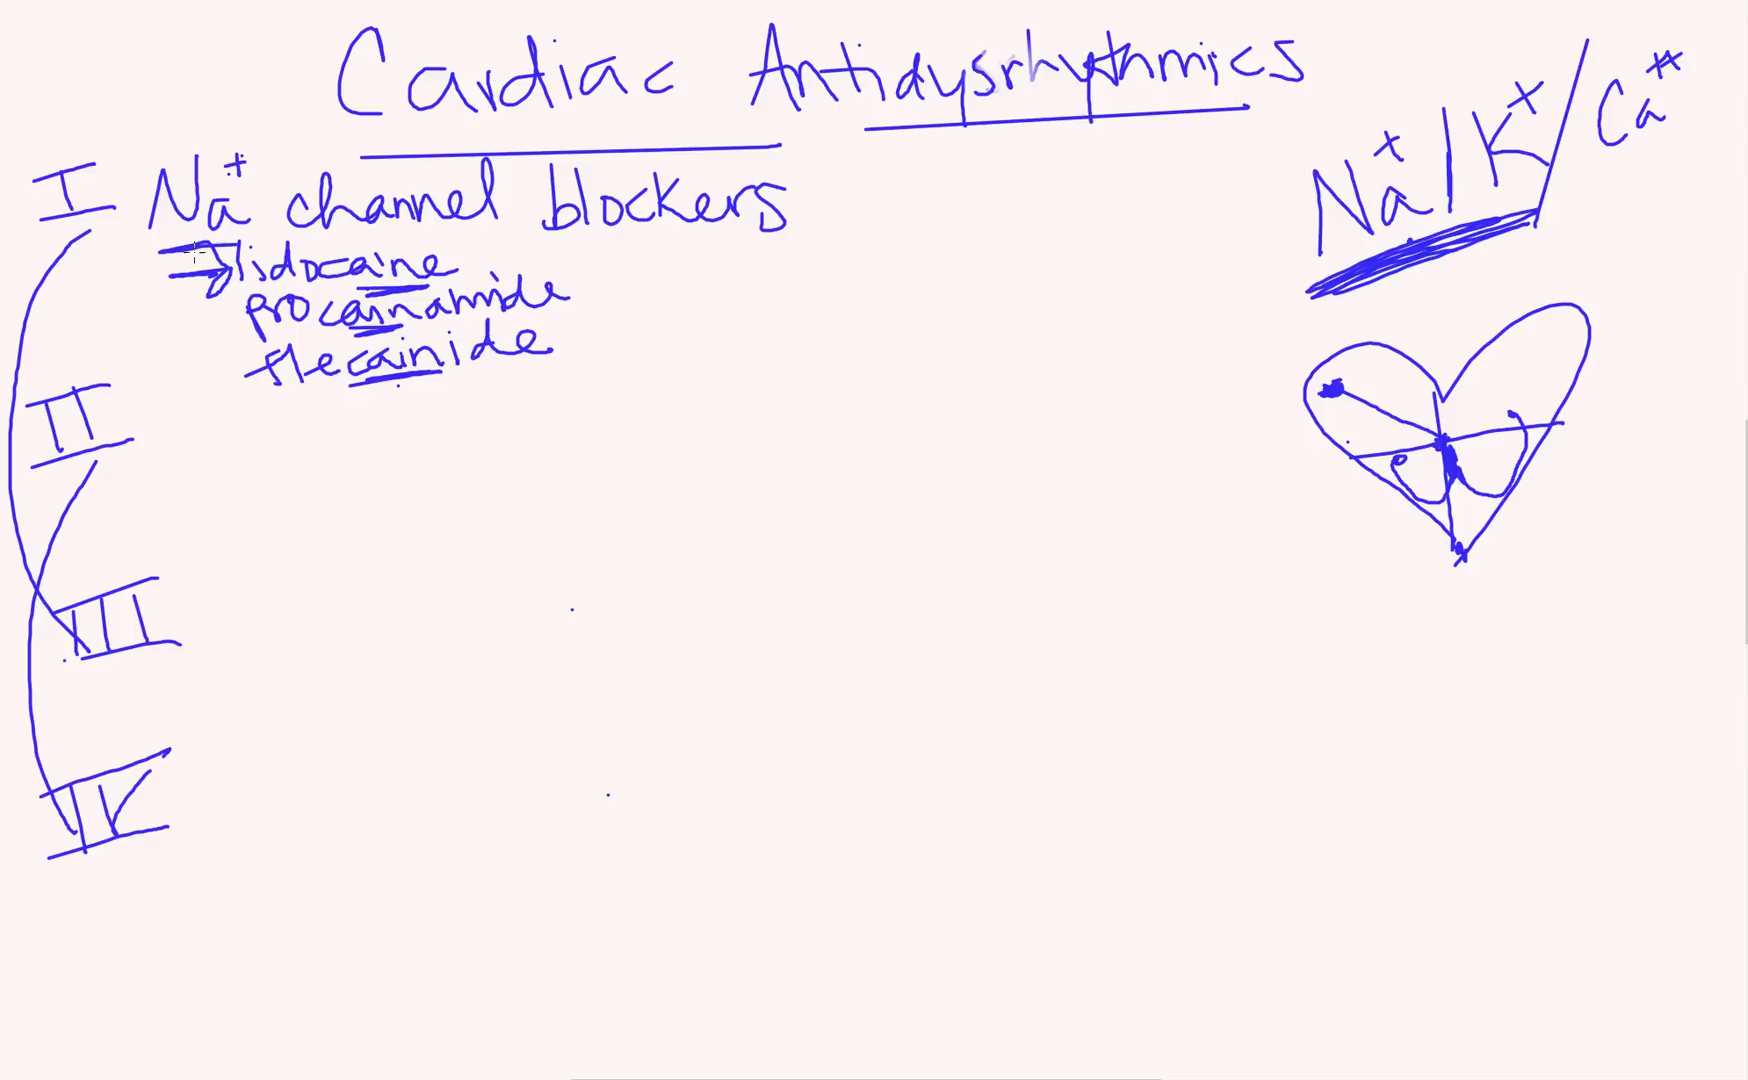 Cardiac Antidysrhythmics
I Na+ channel blockers
lidocaine
procainamide
flecainide
II
III
IV
Na+/K+/Ca++